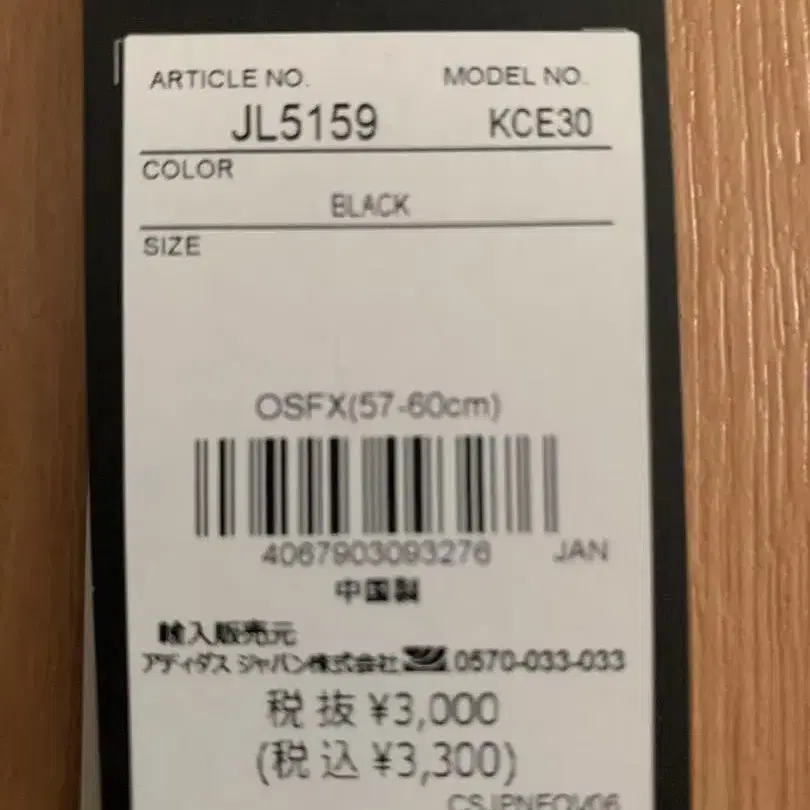 ARTICLE NO. MODEL NO.
JL5159 KCE30
COLOR
BLACK
SIZE
OSFX(57-60cm)
4067903093276 JAN
中国製
輸入販売元
アディダス ジャパン株式会社 0570-033-033
税抜 ¥3,000
(税込 ¥3,300)